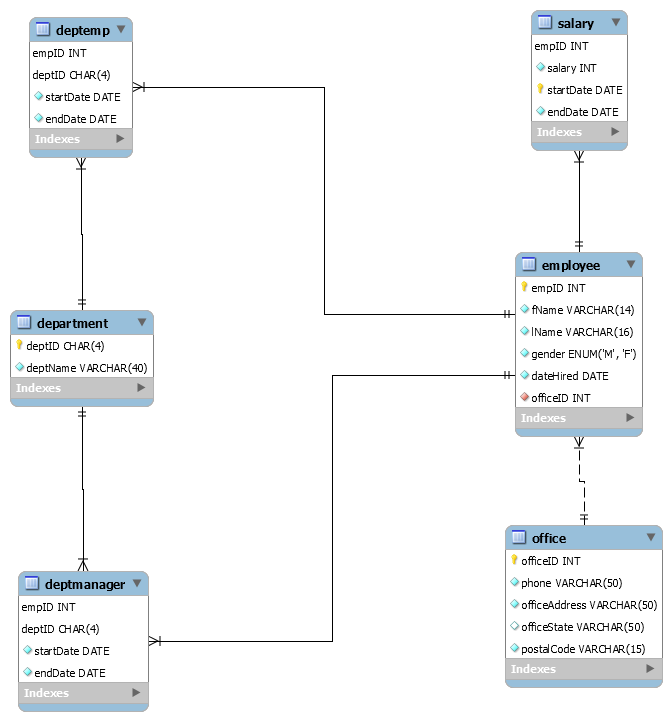 deptemp
empID INT
deptID CHAR(4)
startDate DATE
endDate DATE
Indexes
salary
empID INT
salary INT
startDate DATE
endDate DATE
Indexes
employee
empID INT
fName VARCHAR(14)
lName VARCHAR(16)
gender ENUM('M', 'F')
dateHired DATE
officeID INT
Indexes
department
deptID CHAR(4)
deptName VARCHAR(40)
Indexes
deptmanager
empID INT
deptID CHAR(4)
startDate DATE
endDate DATE
Indexes
office
officeID INT
phone VARCHAR(50)
officeAddress VARCHAR(50)
officeState VARCHAR(50)
postalCode VARCHAR(15)
Indexes